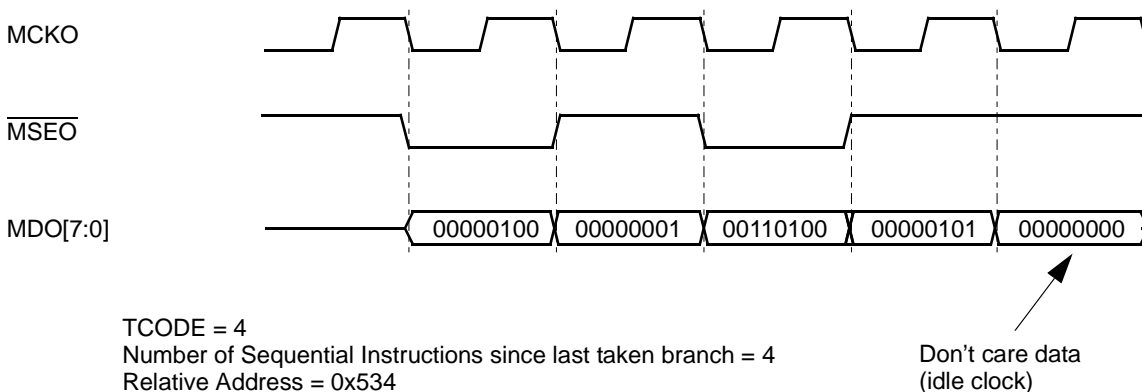 MCKO
MSEO
MDO[7:0]
00000100 00000001 00110100 00000101 00000000
TCODE = 4
Number of Sequential Instructions since last taken branch = 4
Relative Address = 0x534
Don't care data
(idle clock)